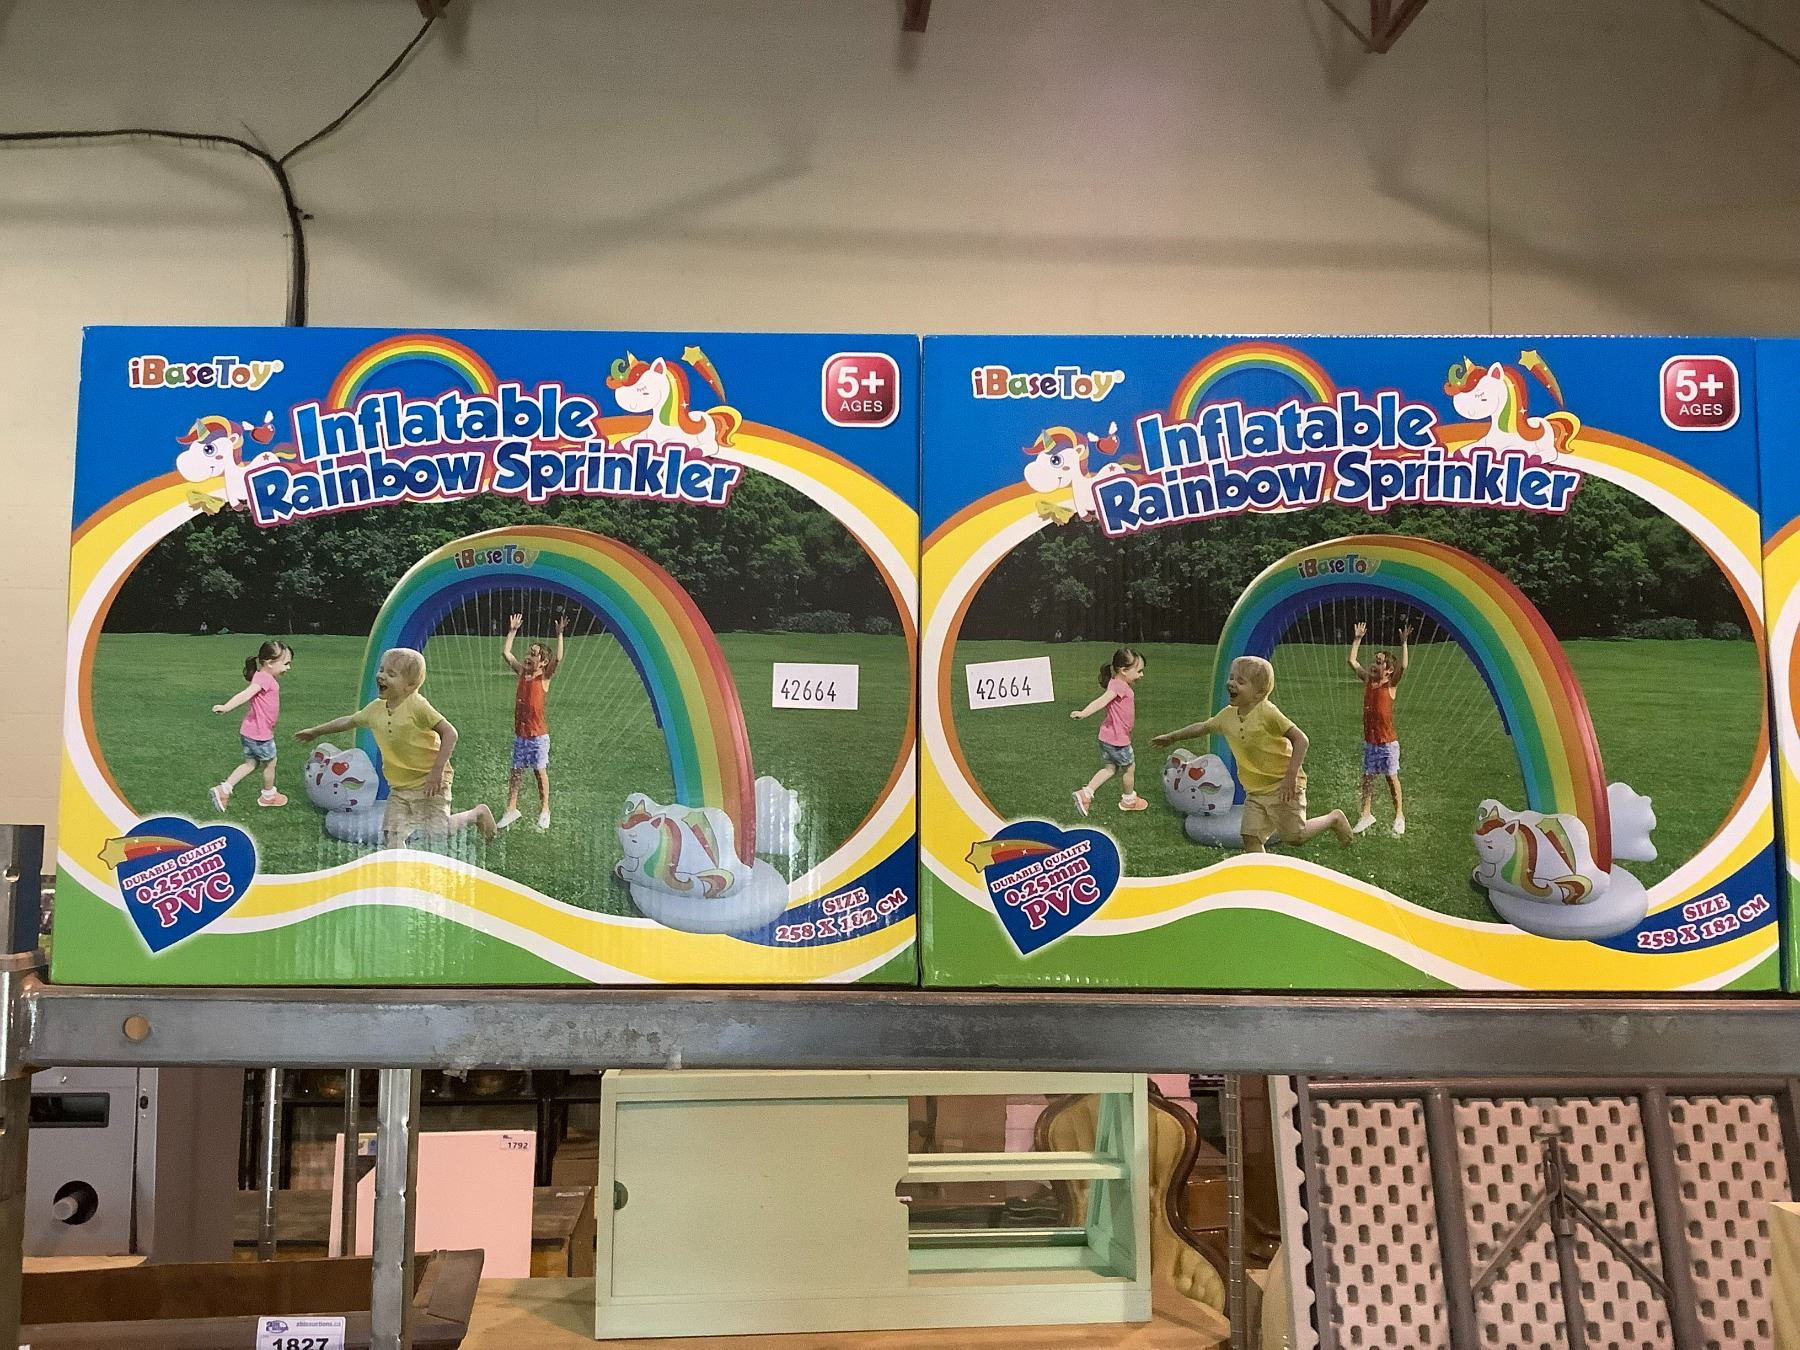 iBaseToy®
5+
AGES
Inflatable
Rainbow Sprinkler
iBaseToy
42664
DURABLE QUALITY
0.25mm
PVC
SIZE
258 X 182 CM
iBaseToy®
5+
AGES
Inflatable
Rainbow Sprinkler
iBaseToy
42664
DURABLE QUALITY
0.25mm
PVC
SIZE
258 X 182 CM
1792
1827